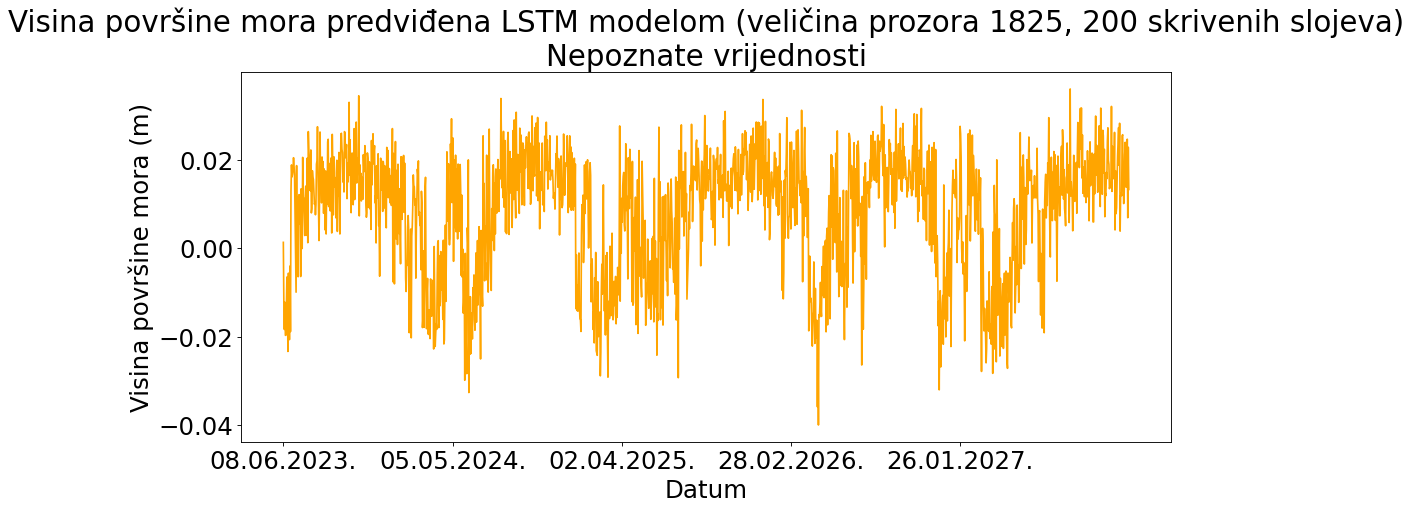 Visina površine mora predviđena LSTM modelom (veličina prozora 1825, 200 skrivenih slojeva)
Nepoznate vrijednosti
Visina površine mora (m)
0.02
0.00
−0.02
−0.04
08.06.2023. 05.05.2024. 02.04.2025. 28.02.2026. 26.01.2027.
Datum